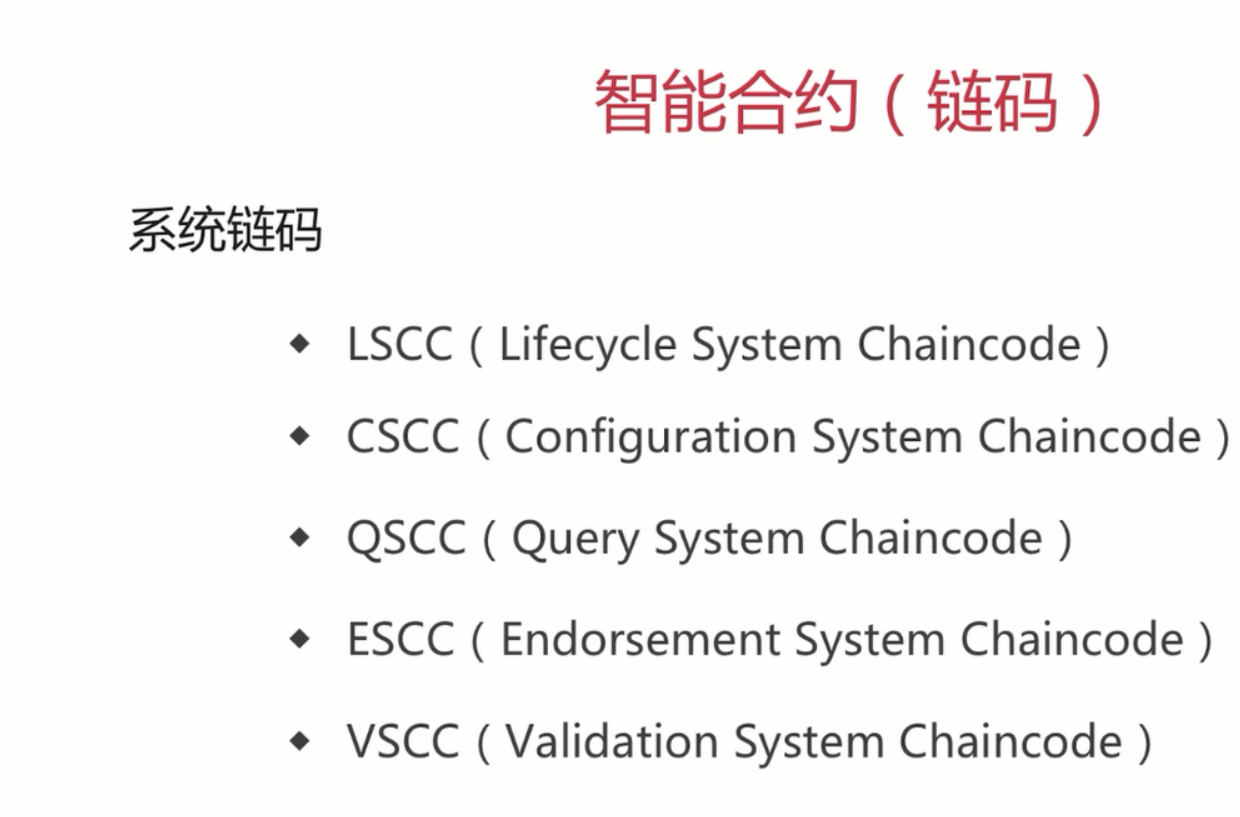 智能合约（链码）
系统链码
◆ LSCC（Lifecycle System Chaincode）
◆ CSCC（Configuration System Chaincode）
◆ QSCC（Query System Chaincode）
◆ ESCC（Endorsement System Chaincode）
◆ VSCC（Validation System Chaincode）